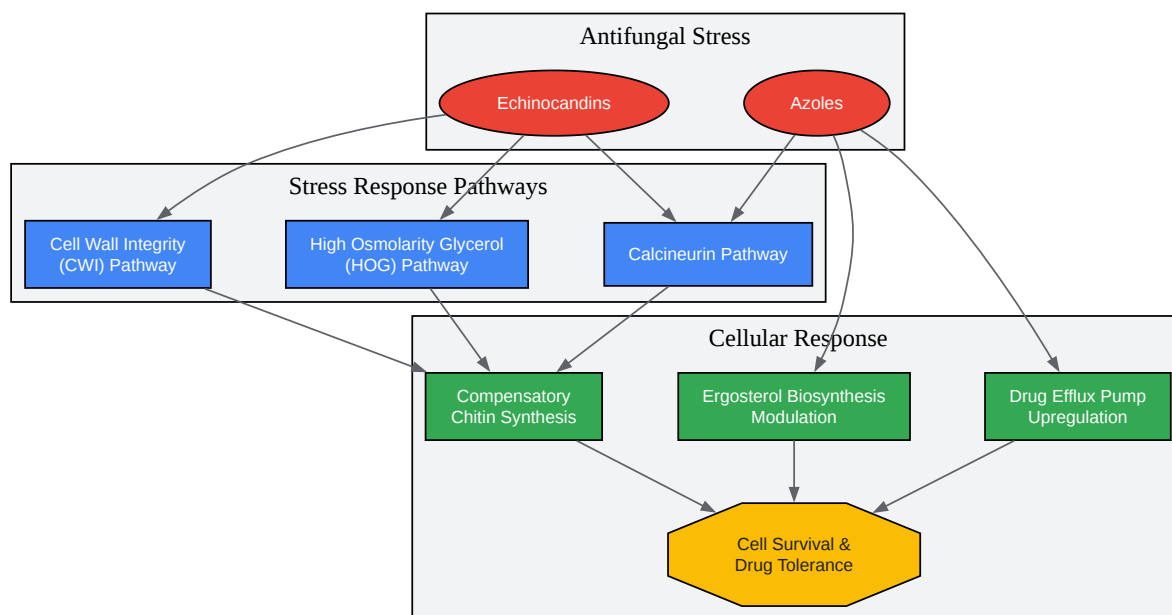 Antifungal Stress
Echinocandins
Azoles
Stress Response Pathways
Cell Wall Integrity
(CWI) Pathway
High Osmolarity Glycerol
(HOG) Pathway
Calcineurin Pathway
Cellular Response
Compensatory
Chitin Synthesis
Ergosterol Biosynthesis
Modulation
Drug Efflux Pump
Upregulation
Cell Survival &
Drug Tolerance